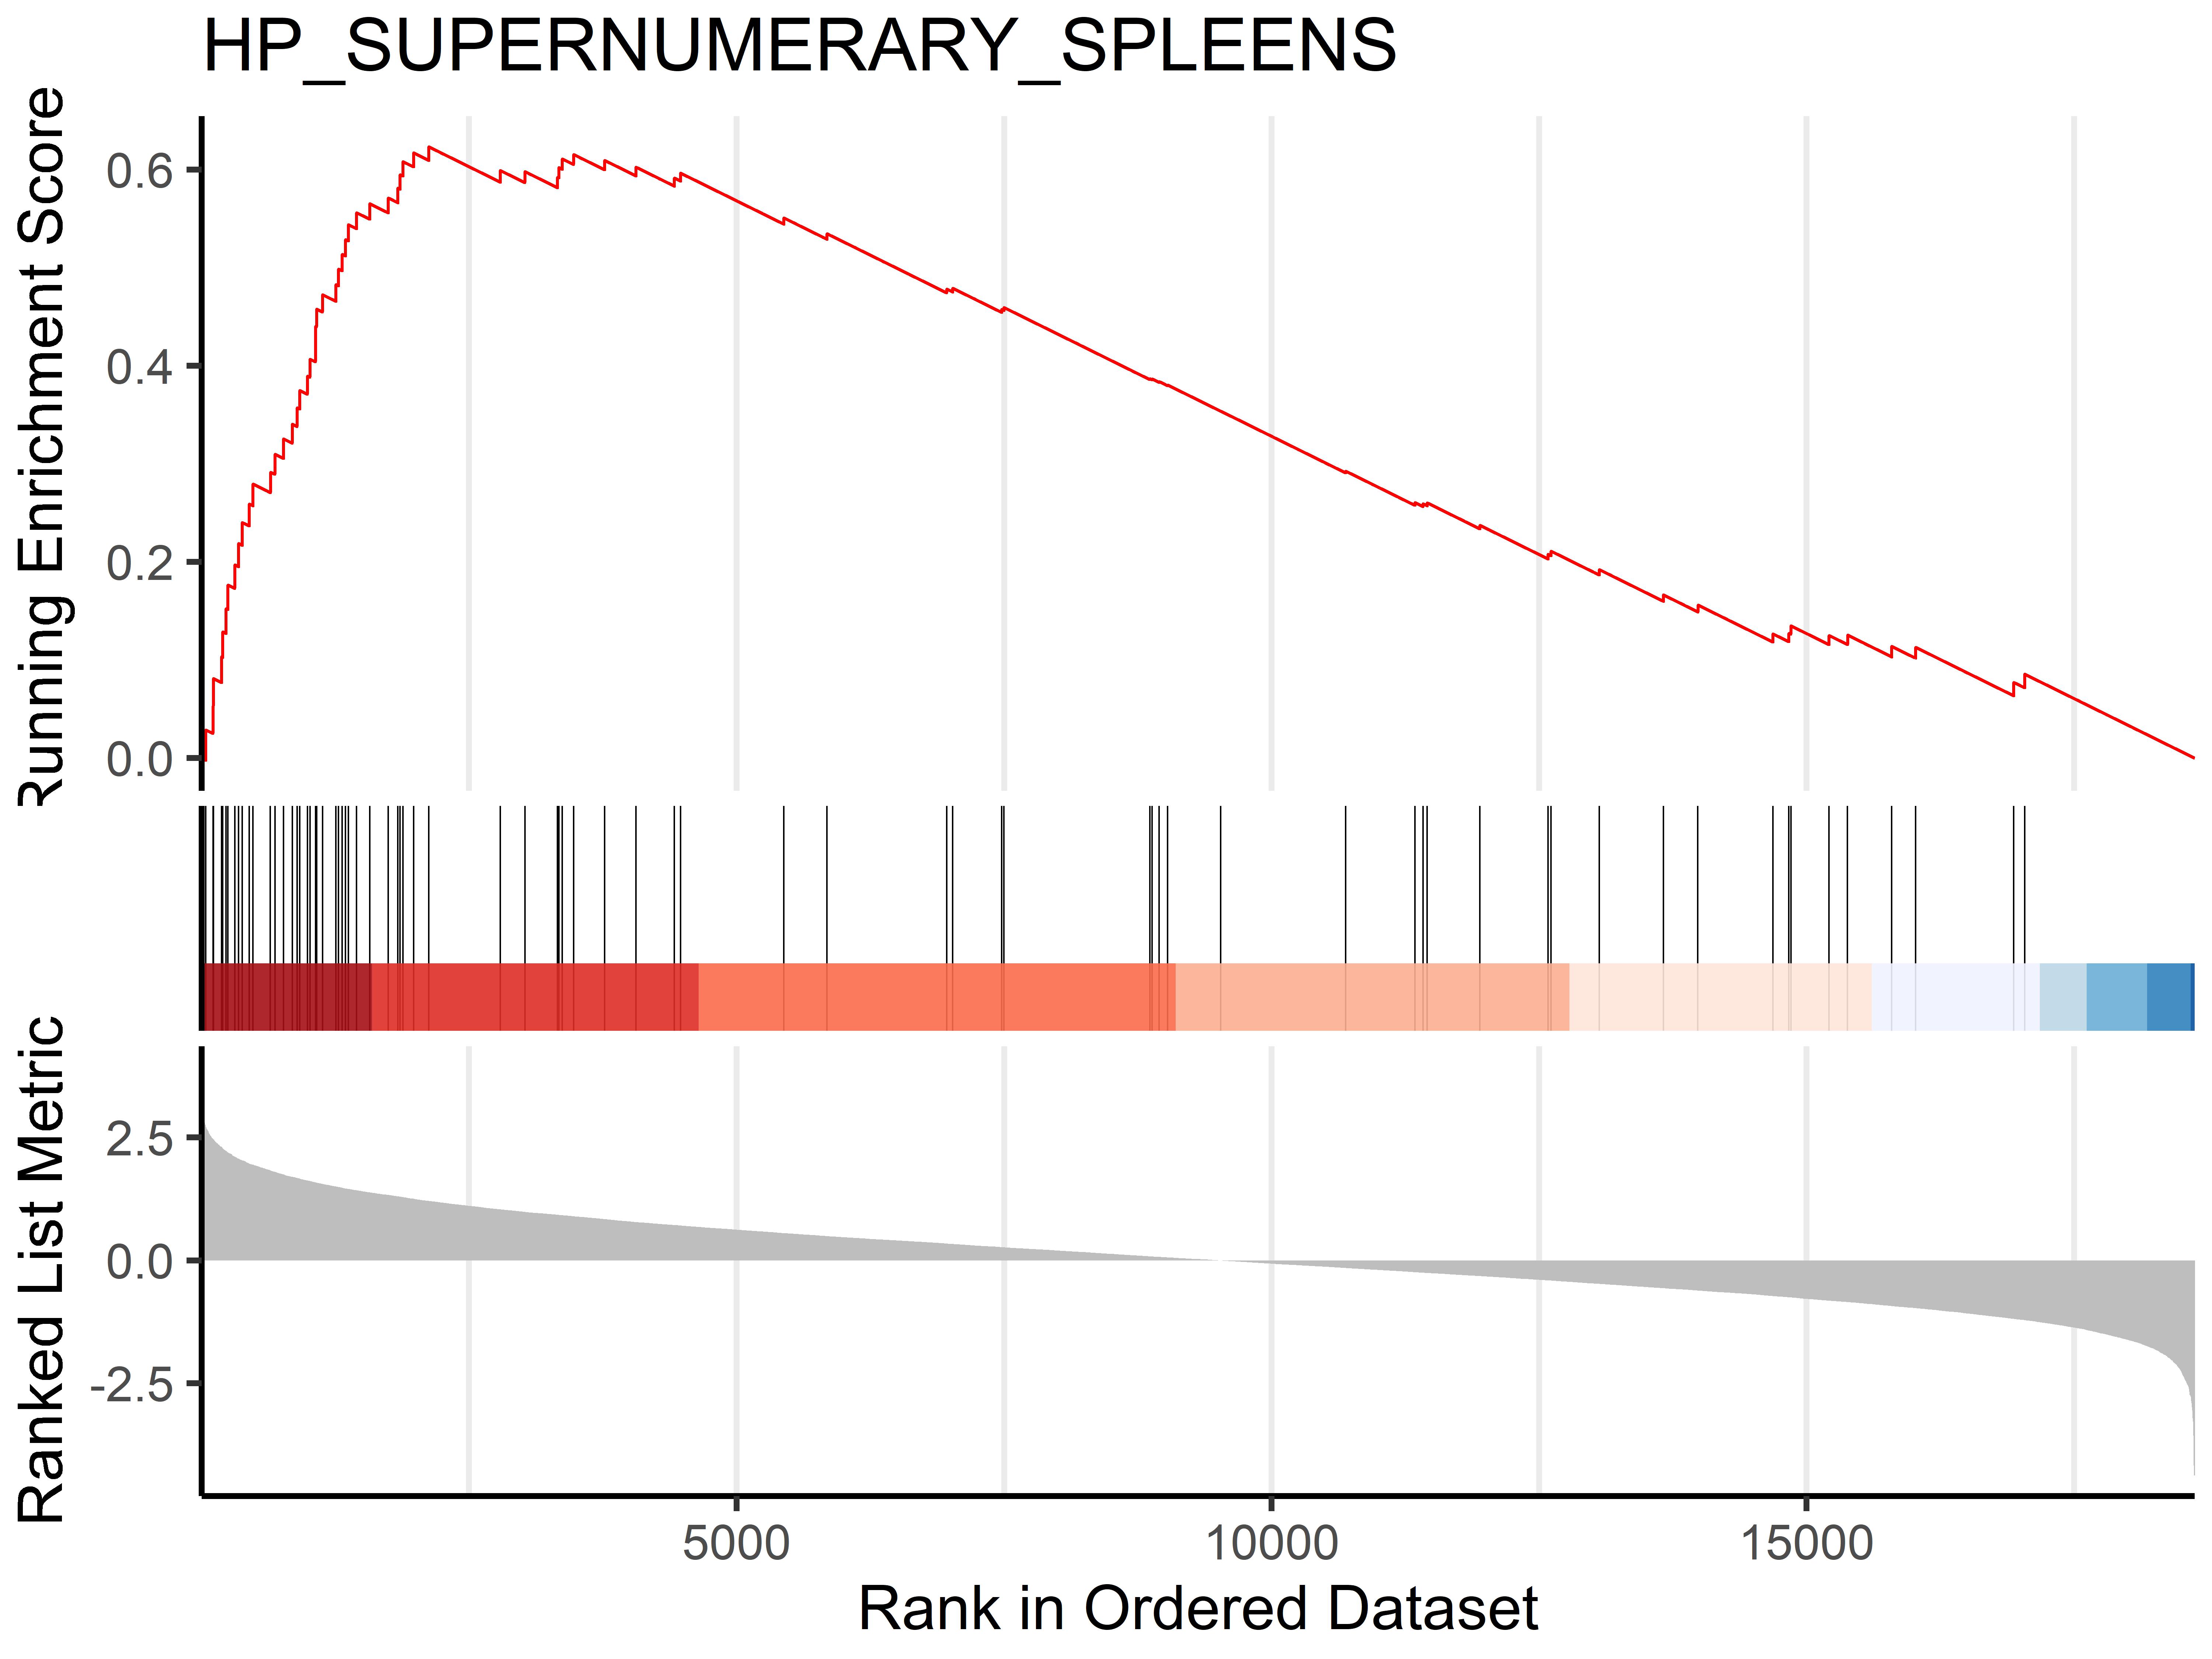 HP_SUPERNUMERARY_SPLEENS
Running Enrichment Score
0.6
0.4
0.2
0.0
Ranked List Metric
2.5
0.0
-2.5
5000
10000
15000
Rank in Ordered Dataset